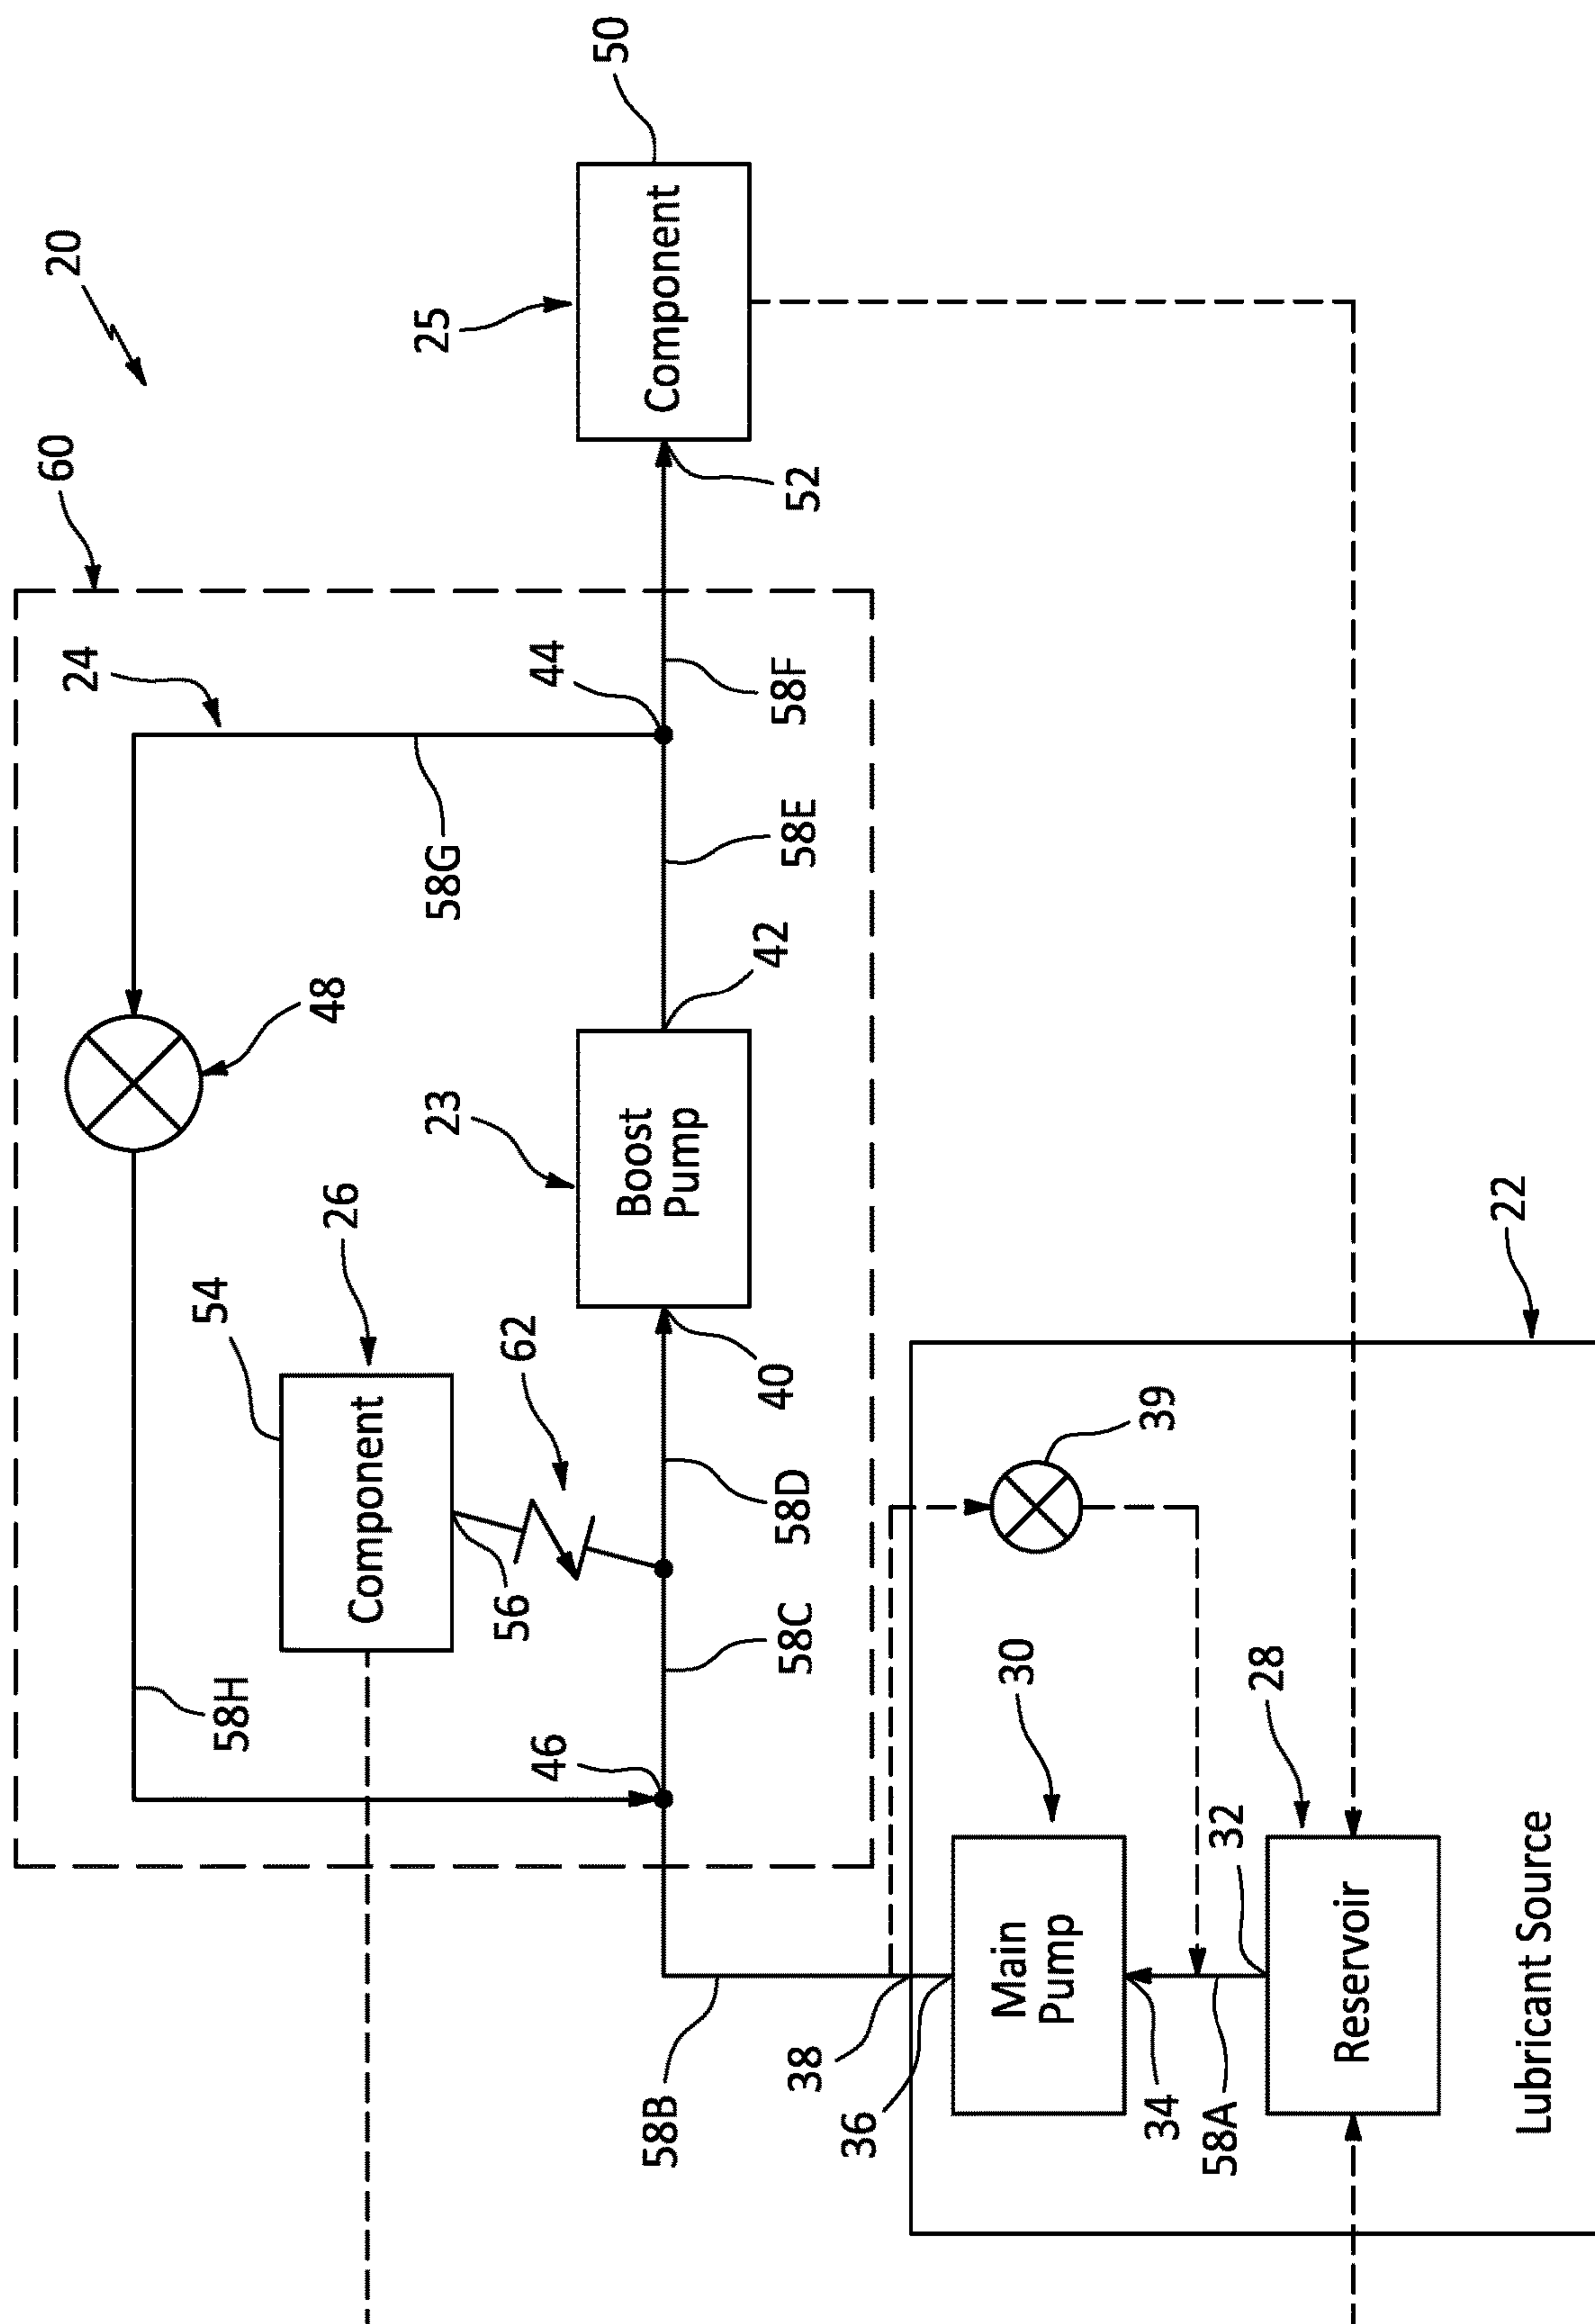 20
60
24
50
25
Component
52
44
58F
58G
58E
48
42
23
Boost
Pump
26
54
62
40
Component
56
58D
58C
58H
46
22
39
30
28
32
Main
Pump
Reservoir
38
36
34
58A
58B
Lubricant Source